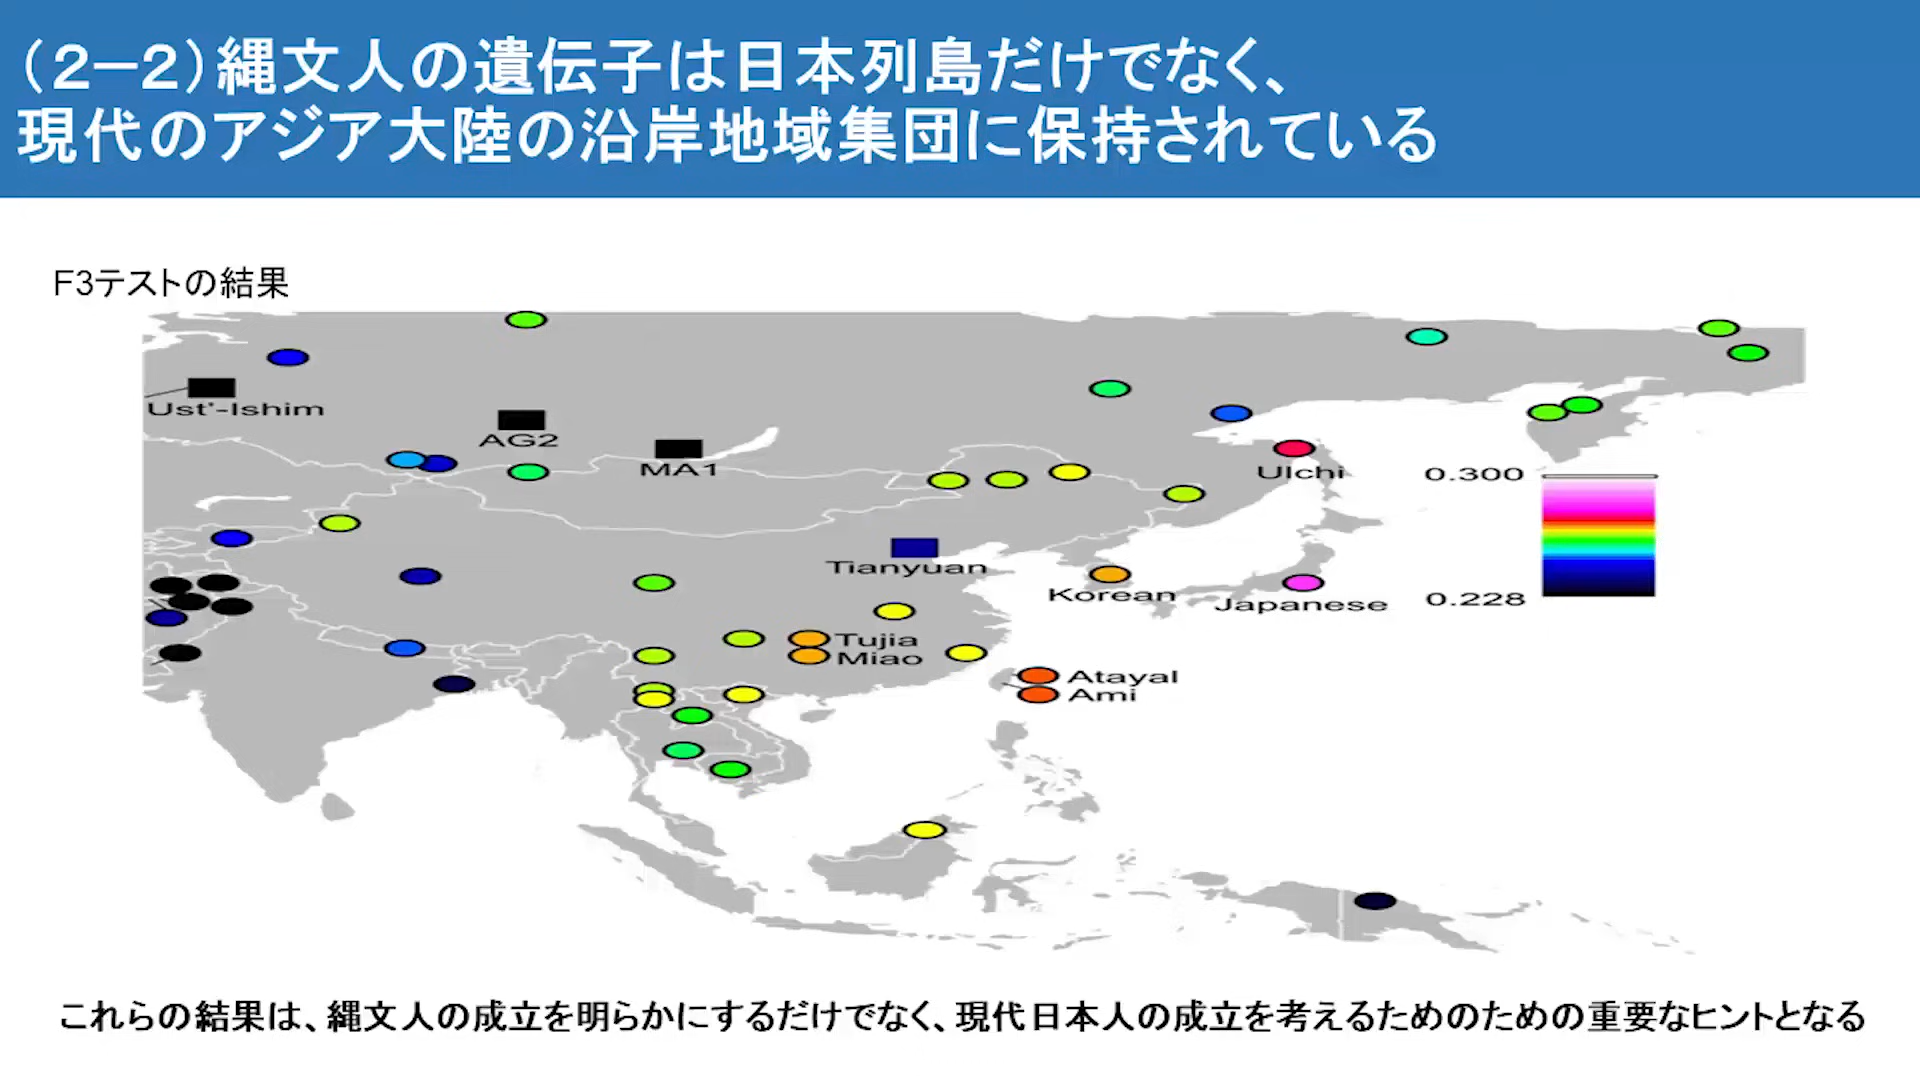 （２－２）縄文人の遺伝子は日本列島だけでなく、
現代のアジア大陸の沿岸地域集団に保持されている
F3テストの結果
Ust'-Ishim
AG2
MA1
Ulchi
0.300
Tianyuan
Korean
Japanese
0.228
Tujia
Miao
Atayal
Ami
これらの結果は、縄文人の成立を明らかにするだけでなく、現代日本人の成立を考えるためのための重要なヒントとなる